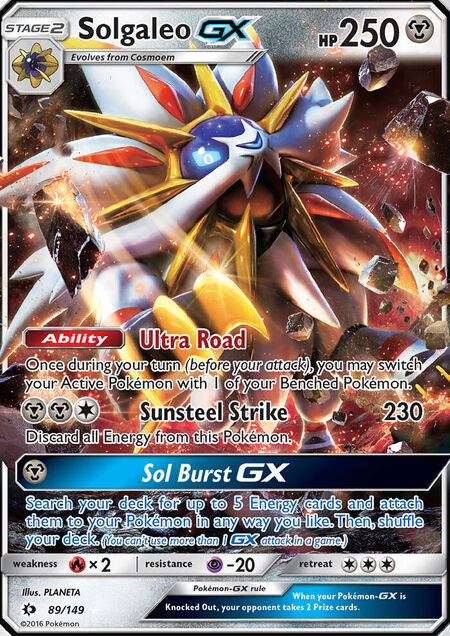 STAGE 2 Solgaleo GX HP 250
Evolves from Cosmoem
Ability Ultra Road
Once during your turn (before your attack), you may switch
your Active Pokémon with 1 of your Benched Pokémon.
Sunsteel Strike 230
Discard all Energy from this Pokémon.
Sol Burst GX
Search your deck for up to 5 Energy cards and attach
them to your Pokémon in any way you like. Then, shuffle
your deck. (You can't use more than 1 GX attack in a game.)
weakness × 2 resistance -20 retreat
Illus. PLANETA
Pokémon-GX rule
When your Pokémon-GX is
Knocked Out, your opponent takes 2 Prize cards.
89/149
©2016 Pokémon